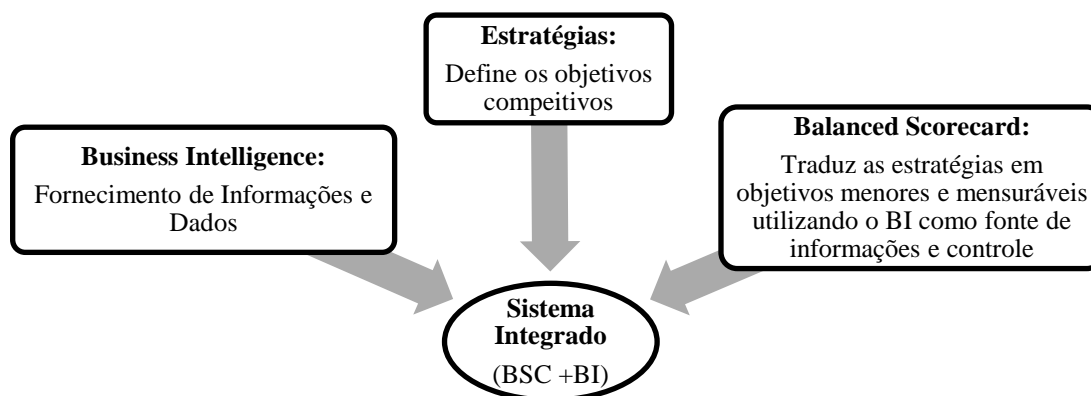 Estratégias:
Define os objetivos
compeitivos
Business Intelligence:
Fornecimento de Informações e
Dados
Balanced Scorecard:
Traduz as estratégias em
objetivos menores e mensuráveis
utilizando o BI como fonte de
informações e controle
Sistema
Integrado
(BSC +BI)